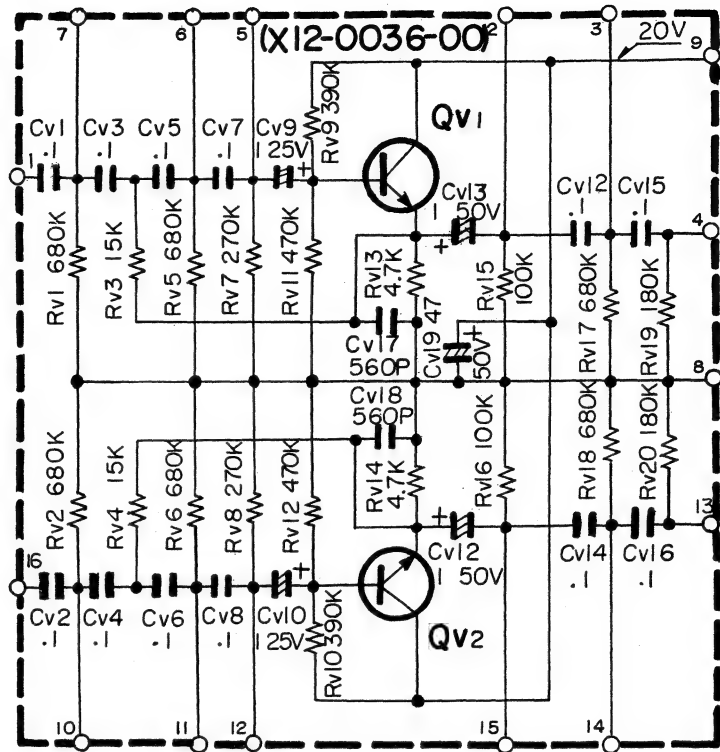 7 6 5 (X12-0036-00) 2 3 20V 9
Rv9 390K
Qv1
Cv1 Cv3 Cv5 Cv7 Cv9
.1 .1 .1 .1 1 25V +
1
Cv13
1 50V
+
Cv12 Cv15
.1 .1
4
Rv1 680K
Rv3 15K
Rv5 680K
Rv7 270K
Rv11 470K
Rv13 4.7K
Rv15 100K
Rv17 680K
Rv19 180K
Cv17
560P
Cv19 47 50V +
8
Cv18
560P
Rv2 680K
Rv4 15K
Rv6 680K
Rv8 270K
Rv12 470K
Rv14 4.7K
Rv16 100K
Rv18 680K
Rv20 180K
13
16
+
+
Cv12
1 50V
Cv14 Cv16
.1 .1
Cv2 Cv4 Cv6 Cv8 Cv10
.1 .1 .1 .1 1 25V
Rv10 390K
Qv2
10 11 12 15 14